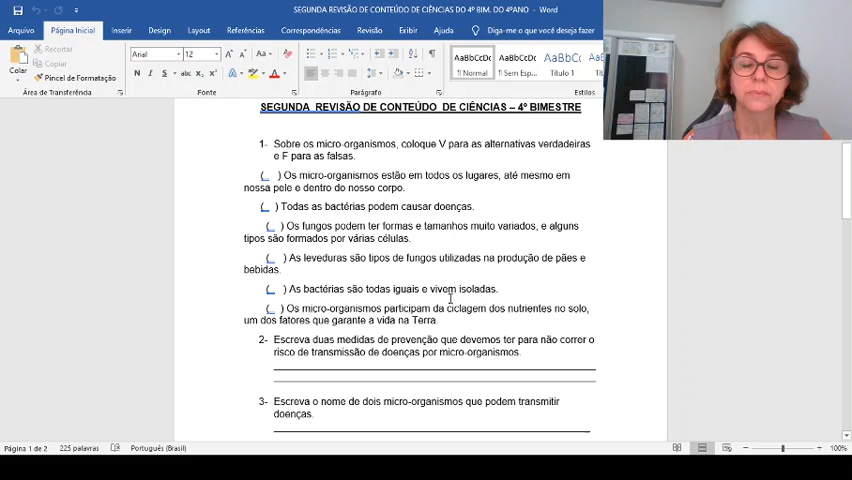 SEGUNDA REVISÃO DE CONTEÚDO DE CIÊNCIAS DO 4º BIM. DO 4ºANO - Word
Arquivo Página Inicial Inserir Design Layout Referências Correspondências Revisão Exibir Ajuda Diga-me o que você deseja fazer
Colar
Recortar
Copiar
Pincel de Formatação
Área de Transferência
Arial 12
N I S abc
Fonte
Parágrafo
AaBbCcDc AaBbCcDc AaBbC
¶ Normal ¶ Sem Esp... Título 1
Estilos
SEGUNDA REVISÃO DE CONTEÚDO DE CIÊNCIAS – 4º BIMESTRE
1- Sobre os micro-organismos, coloque V para as alternativas verdadeiras
e F para as falsas.
( ) Os micro-organismos estão em todos os lugares, até mesmo em
nossa pele e dentro do nosso corpo.
( ) Todas as bactérias podem causar doenças.
( ) Os fungos podem ter formas e tamanhos muito variados, e alguns
tipos são formados por várias células.
( ) As leveduras são tipos de fungos utilizadas na produção de pães e
bebidas.
( ) As bactérias são todas iguais e vivem isoladas.
( ) Os micro-organismos participam da ciclagem dos nutrientes no solo,
um dos fatores que garante a vida na Terra.
2- Escreva duas medidas de prevenção que devemos ter para não correr o
risco de transmissão de doenças por micro-organismos.
3- Escreva o nome de dois micro-organismos que podem transmitir
doenças.
Página 1 de 2 225 palavras Português (Brasil) 100%